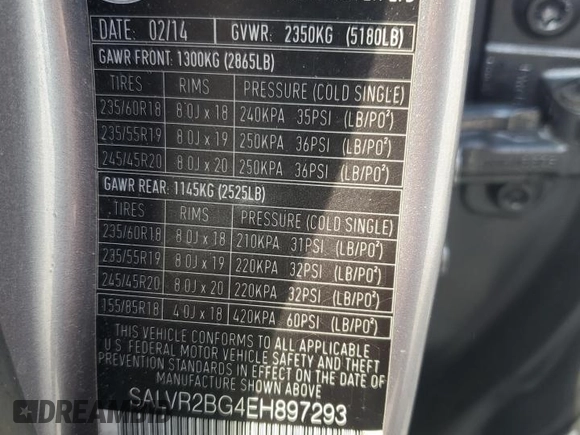 DATE: 02/14 GVWR: 2350KG (5180LB)
GAWR FRONT: 1300KG (2865LB)
TIRES RIMS PRESSURE (COLD SINGLE)
235/60R18 8.0J x 18 240KPA 35PSI (LB/PO²)
235/55R19 8.0J x 19 250KPA 36PSI (LB/PO²)
245/45R20 8.0J x 20 250KPA 36PSI (LB/PO²)
GAWR REAR: 1145KG (2525LB)
TIRES RIMS PRESSURE (COLD SINGLE)
235/60R18 8.0J x 18 210KPA 31PSI (LB/PO²)
235/55R19 8.0J x 19 220KPA 32PSI (LB/PO²)
245/45R20 8.0J x 20 220KPA 32PSI (LB/PO²)
155/85R18 4.0J x 18 420KPA 60PSI (LB/PO²)
THIS VEHICLE CONFORMS TO ALL APPLICABLE
U.S. FEDERAL MOTOR VEHICLE SAFETY AND THEFT
PREVENTION STANDARDS IN EFFECT ON THE DATE
OF MANUFACTURE SHOWN ABOVE
SALVR2BG4EH897293
AUTOHELPERBOT.COM